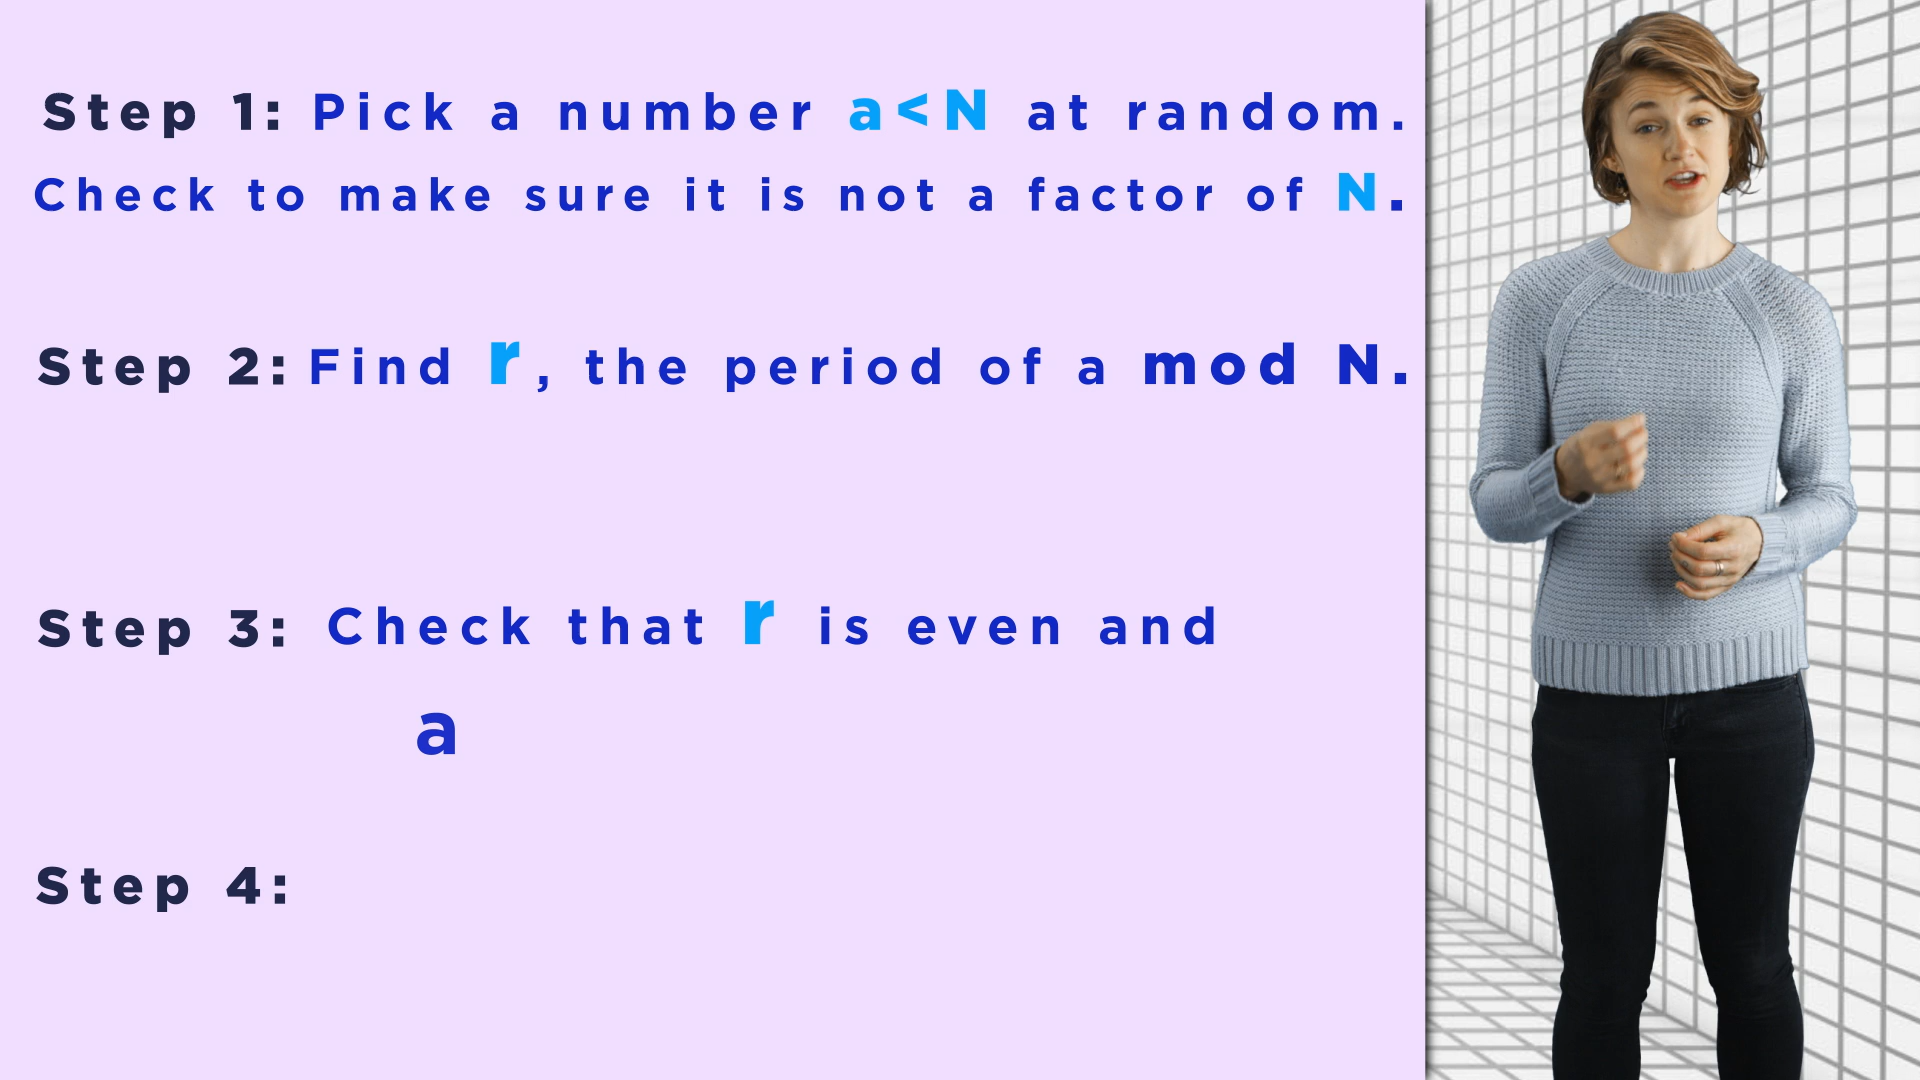 Step 1: Pick a number a<N at random.
Check to make sure it is not a factor of N.
Step 2: Find r, the period of a mod N.
Step 3: Check that r is even and
a
Step 4: